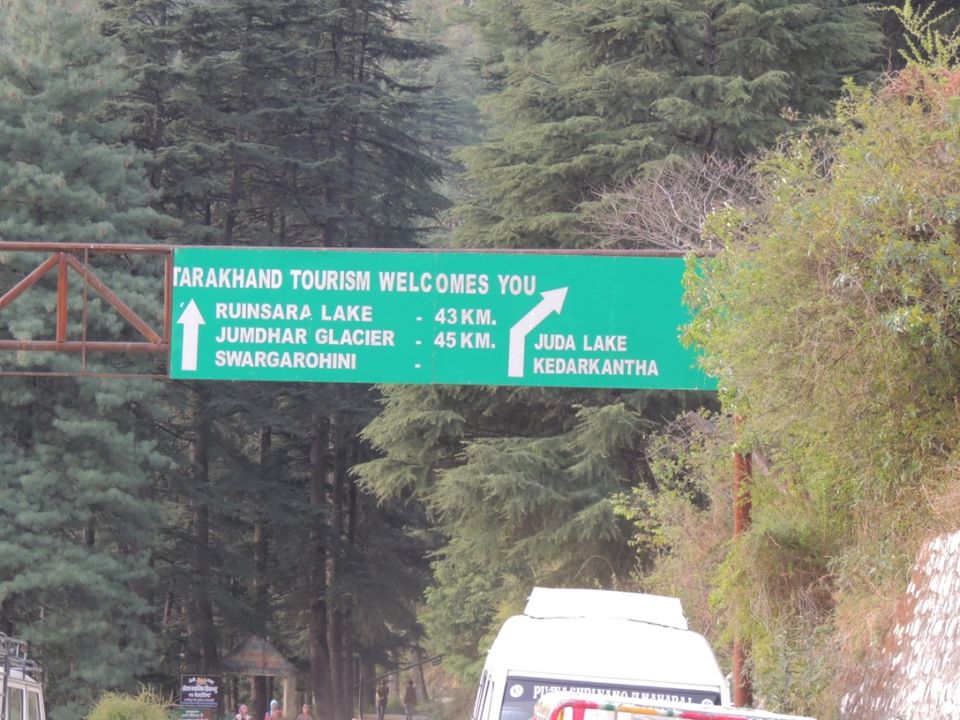 TARAKHAND TOURISM WELCOMES YOU
RUINSARA LAKE - 43 KM.
JUMDHAR GLACIER - 45 KM.
SWARGAROHINI -
JUDA LAKE
KEDARKANTHA